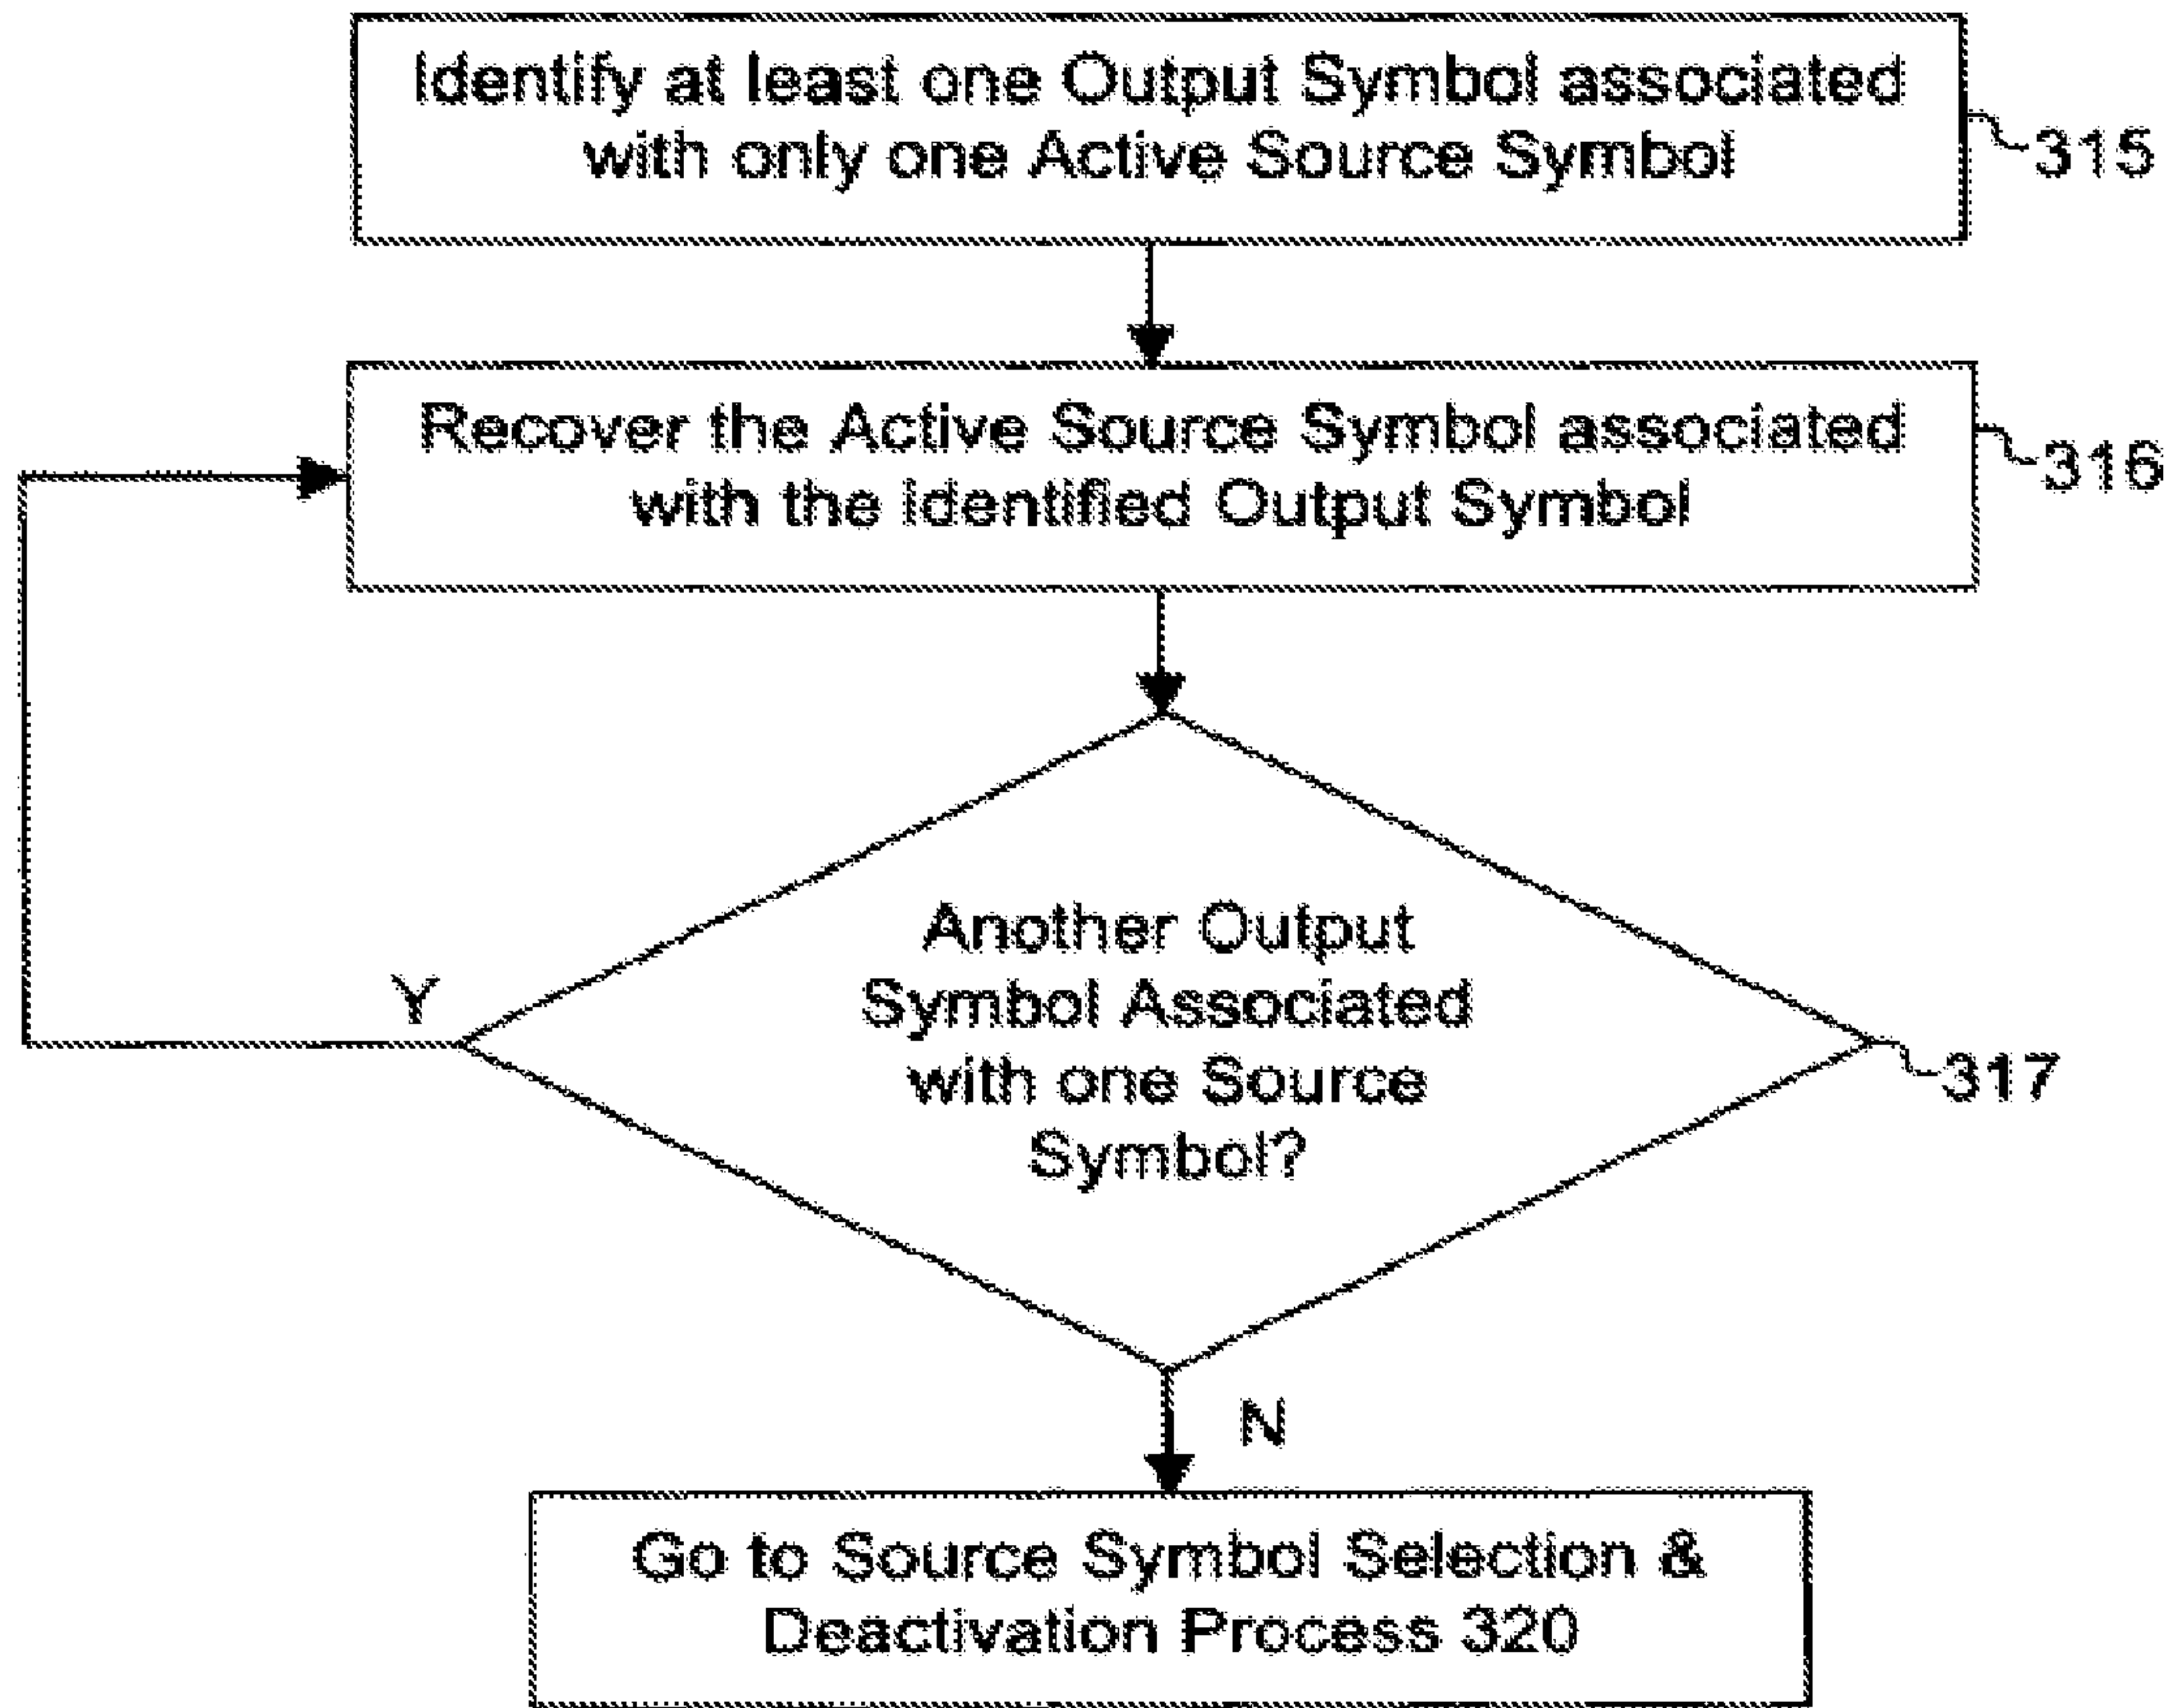 Identify at least one Output Symbol associated
with only one Active Source Symbol
315
Recover the Active Source Symbol associated
with the identified Output Symbol
316
Another Output
Symbol Associated
with one Source
Symbol?
Y
317
N
Go to Source Symbol Selection &
Deactivation Process 320